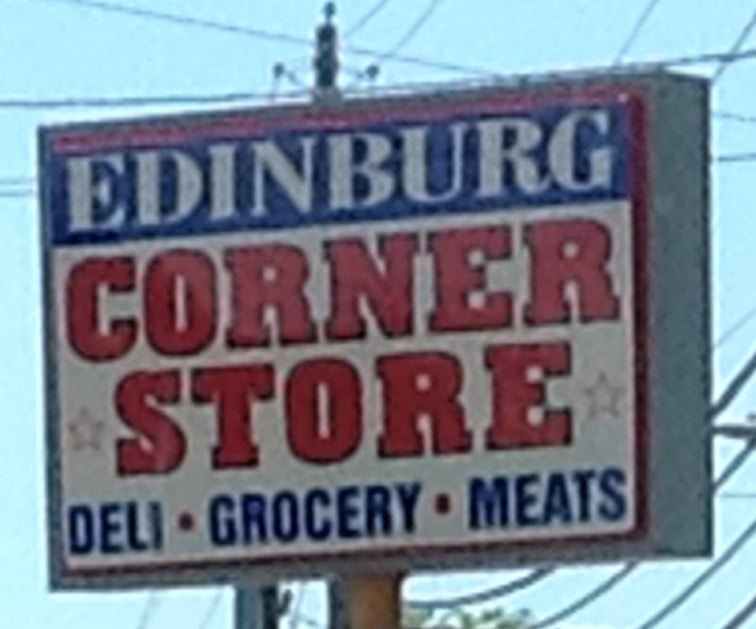 EDINBURG
CORNER
STORE
DELI • GROCERY • MEATS